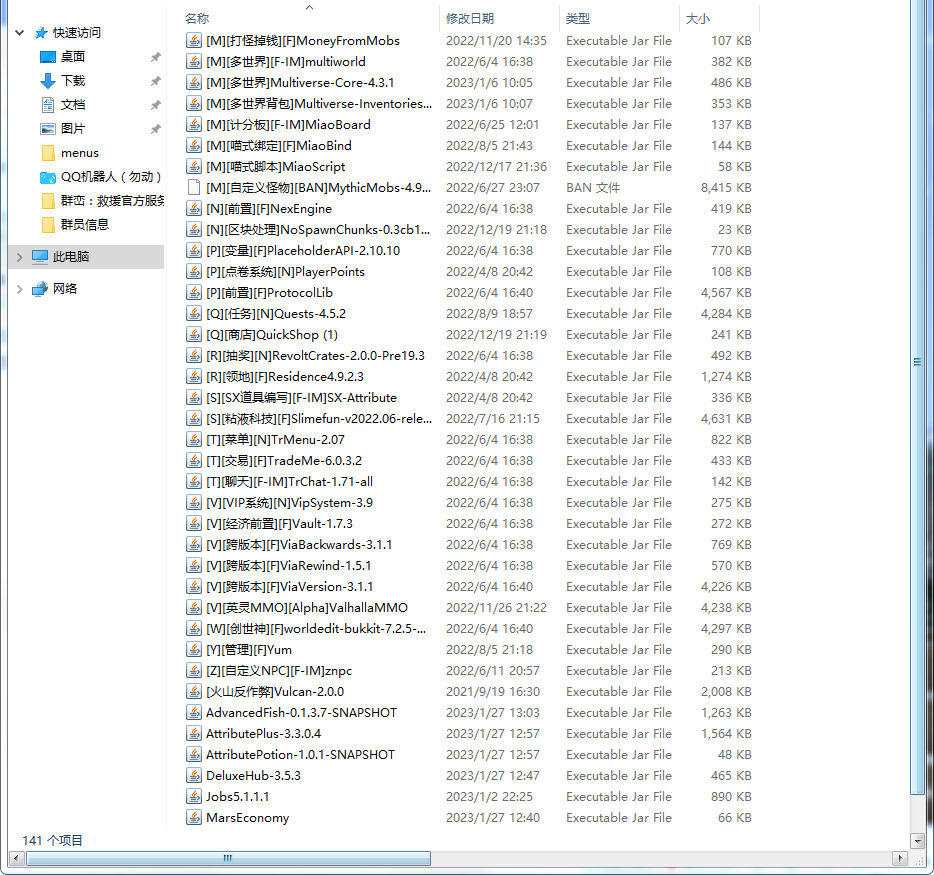 名称 修改日期 类型 大小
快速访问
桌面
下载
文档
图片
menus
QQ机器人（勿动）
群峦：救援官方服务
群员信息
此电脑
网络
[M][打怪掉钱][F]MoneyFromMobs 2022/11/20 14:35 Executable Jar File 107 KB
[M][多世界][F-IM]multiworld 2022/6/4 16:38 Executable Jar File 382 KB
[M][多世界]Multiverse-Core-4.3.1 2023/1/6 10:05 Executable Jar File 486 KB
[M][多世界背包]Multiverse-Inventories... 2023/1/6 10:07 Executable Jar File 353 KB
[M][计分板][F-IM]MiaoBoard 2022/6/25 12:01 Executable Jar File 137 KB
[M][喵式绑定][F]MiaoBind 2022/8/5 21:43 Executable Jar File 144 KB
[M][喵式脚本]MiaoScript 2022/12/17 21:36 Executable Jar File 58 KB
[M][自定义怪物][BAN]MythicMobs-4.9... 2022/6/27 23:07 BAN 文件 8,415 KB
[N][前置][F]NexEngine 2022/6/4 16:38 Executable Jar File 419 KB
[N][区块处理]NoSpawnChunks-0.3cb1... 2022/12/19 21:18 Executable Jar File 23 KB
[P][变量][F]PlaceholderAPI-2.10.10 2022/6/4 16:38 Executable Jar File 770 KB
[P][点卷系统][N]PlayerPoints 2022/4/8 20:42 Executable Jar File 108 KB
[P][前置][F]ProtocolLib 2022/6/4 16:40 Executable Jar File 4,567 KB
[Q][任务][N]Quests-4.5.2 2022/8/9 18:57 Executable Jar File 4,284 KB
[Q][商店]QuickShop (1) 2022/12/19 21:19 Executable Jar File 241 KB
[R][抽奖][N]RevoltCrates-2.0.0-Pre19.3 2022/6/4 16:38 Executable Jar File 492 KB
[R][领地][F]Residence4.9.2.3 2022/4/8 20:42 Executable Jar File 1,274 KB
[S][SX道具编写][F-IM]SX-Attribute 2022/4/8 20:42 Executable Jar File 336 KB
[S][粘液科技][F]Slimefun-v2022.06-rele... 2022/7/16 21:15 Executable Jar File 4,631 KB
[T][菜单][N]TrMenu-2.07 2022/6/4 16:38 Executable Jar File 822 KB
[T][交易][F]TradeMe-6.0.3.2 2022/6/4 16:38 Executable Jar File 433 KB
[T][聊天][F-IM]TrChat-1.71-all 2022/6/4 16:38 Executable Jar File 142 KB
[V][VIP系统][N]VipSystem-3.9 2022/6/4 16:38 Executable Jar File 275 KB
[V][经济前置][F]Vault-1.7.3 2022/6/4 16:38 Executable Jar File 272 KB
[V][跨版本][F]ViaBackwards-3.1.1 2022/6/4 16:38 Executable Jar File 769 KB
[V][跨版本][F]ViaRewind-1.5.1 2022/6/4 16:38 Executable Jar File 570 KB
[V][跨版本][F]ViaVersion-3.1.1 2022/6/4 16:40 Executable Jar File 4,226 KB
[V][英灵MMO][Alpha]ValhallaMMO 2022/11/26 21:22 Executable Jar File 4,238 KB
[W][创世神][F]worldedit-bukkit-7.2.5-... 2022/6/4 16:40 Executable Jar File 4,297 KB
[Y][管理][F]Yum 2022/8/5 21:18 Executable Jar File 290 KB
[Z][自定义NPC][F-IM]znpc 2022/6/11 20:57 Executable Jar File 213 KB
[火山反作弊]Vulcan-2.0.0 2021/9/19 16:30 Executable Jar File 2,008 KB
AdvancedFish-0.1.3.7-SNAPSHOT 2023/1/27 13:03 Executable Jar File 1,263 KB
AttributePlus-3.3.0.4 2023/1/27 12:57 Executable Jar File 1,564 KB
AttributePotion-1.0.1-SNAPSHOT 2023/1/27 12:57 Executable Jar File 48 KB
DeluxeHub-3.5.3 2023/1/27 12:47 Executable Jar File 465 KB
Jobs5.1.1.1 2023/1/2 22:25 Executable Jar File 890 KB
MarsEconomy 2023/1/27 12:40 Executable Jar File 66 KB
141 个项目